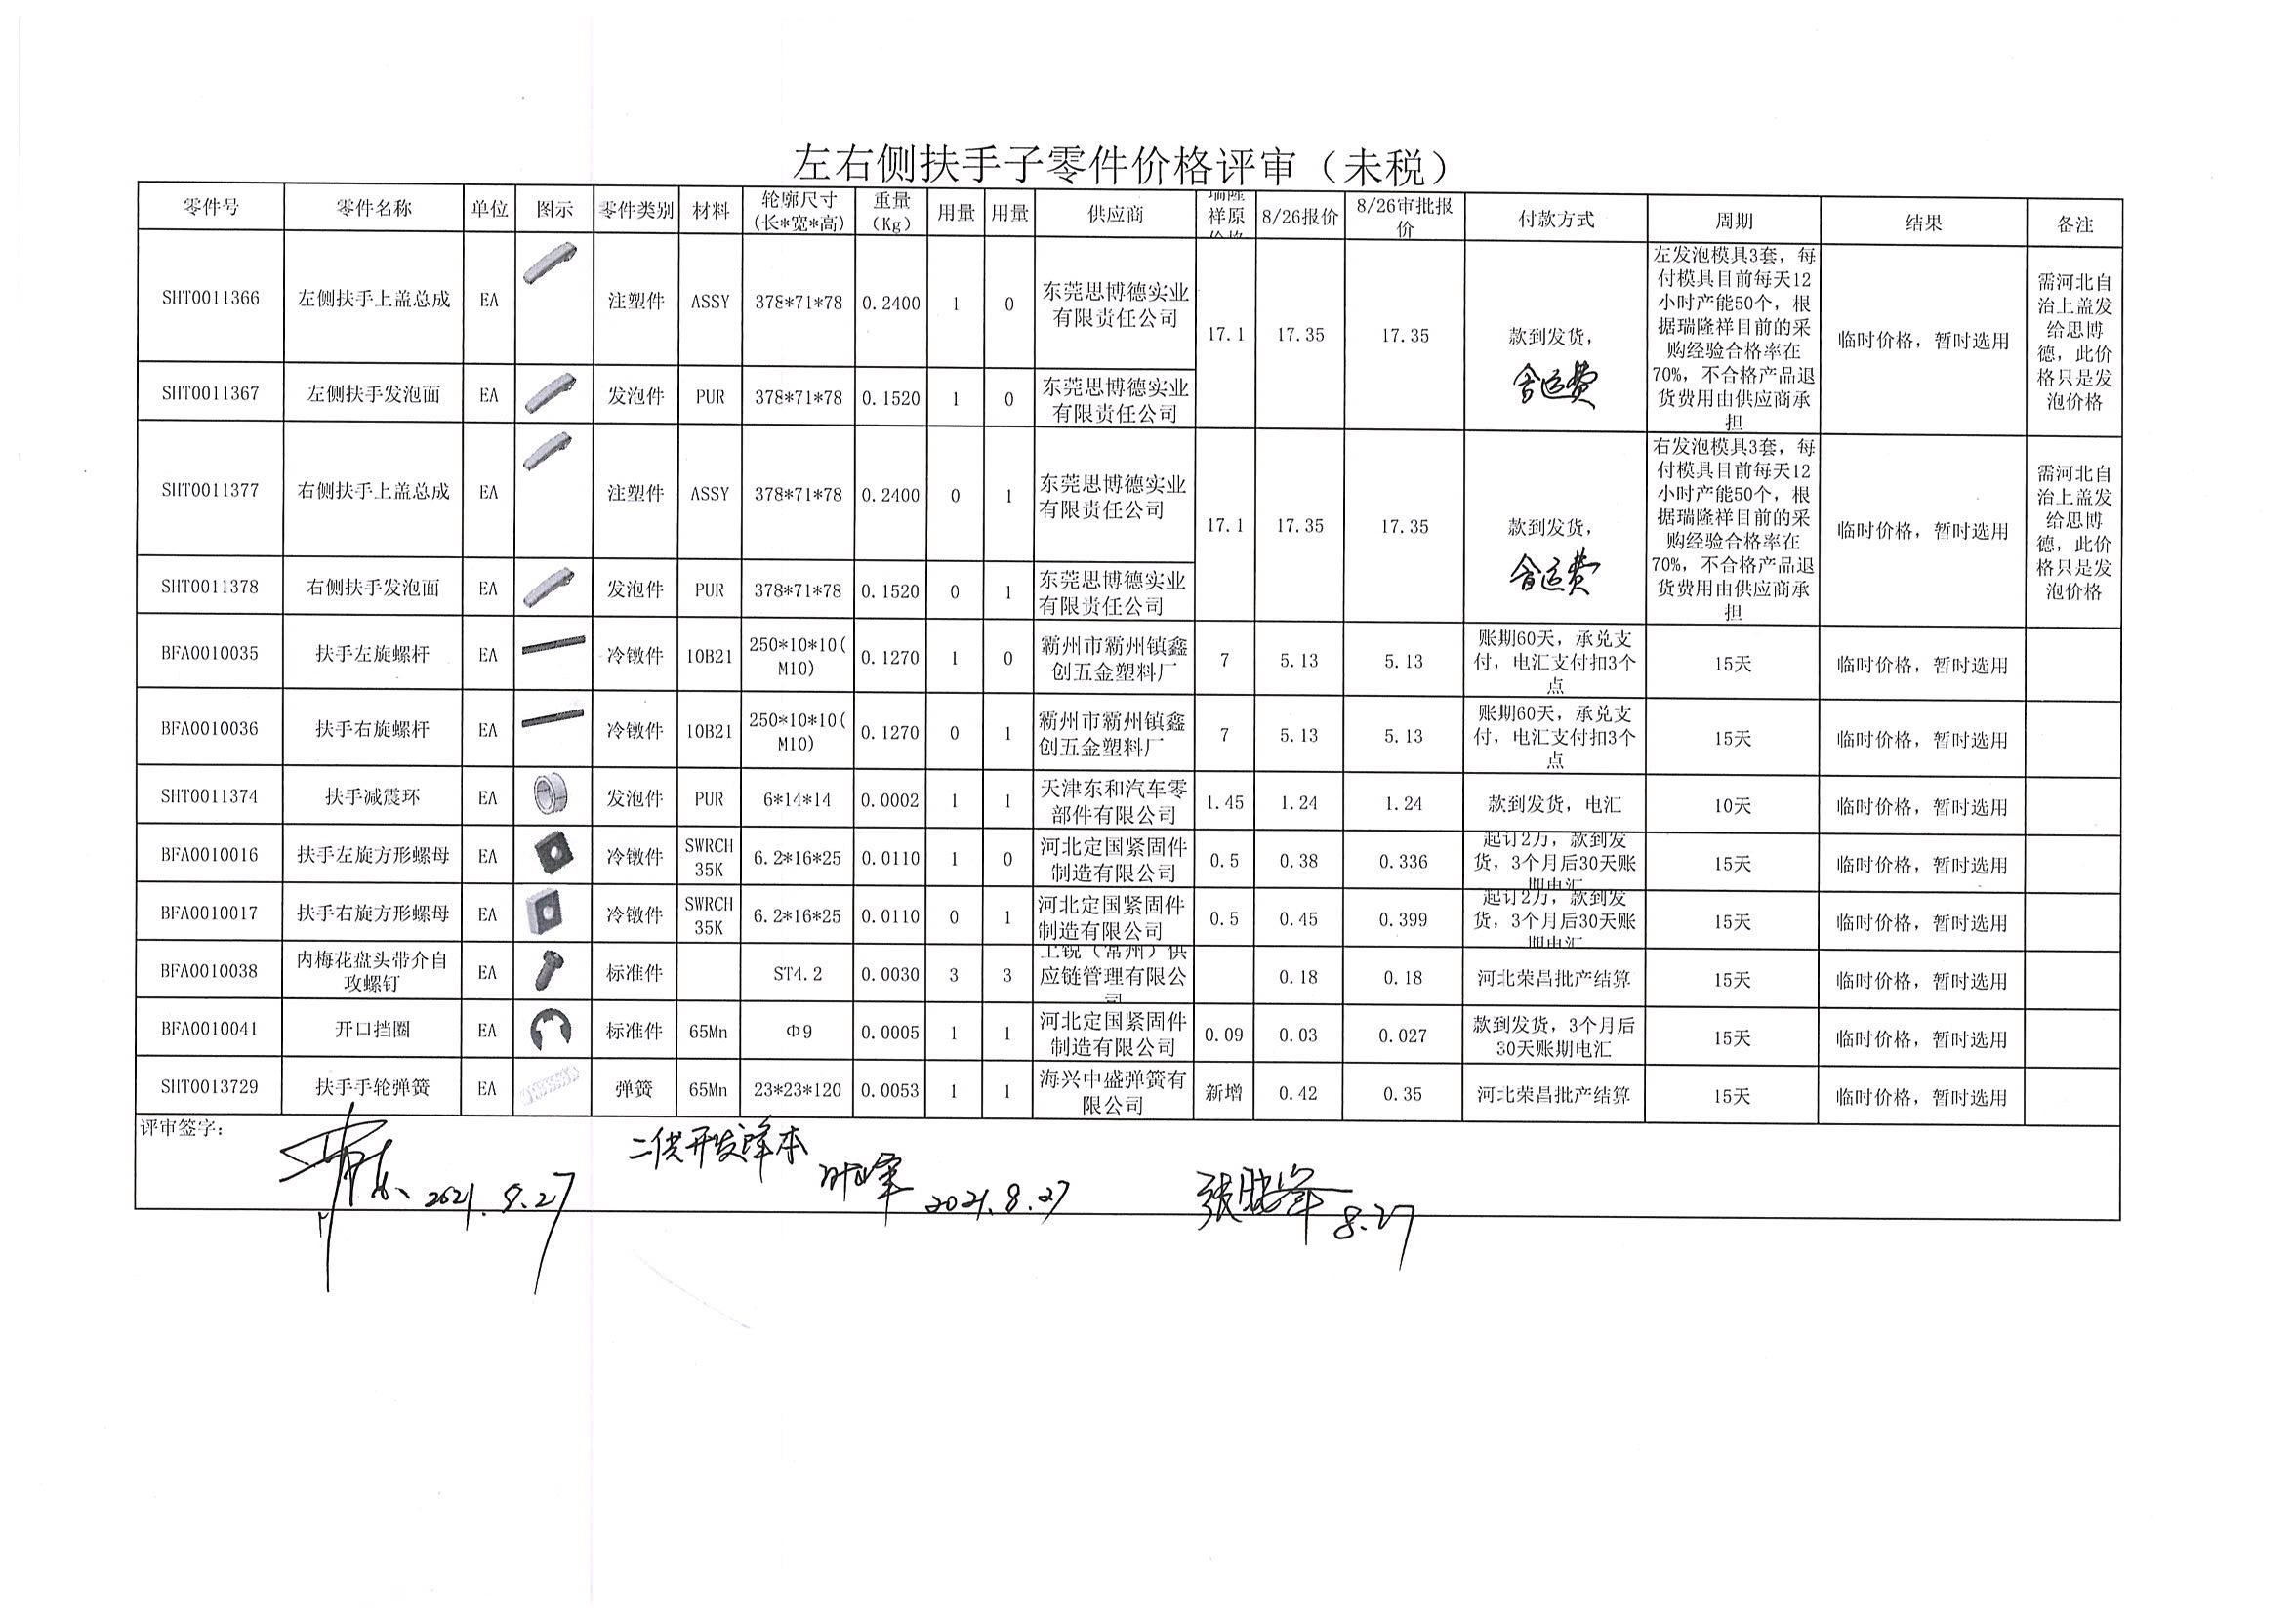 左右侧扶手子零件价格评审（未税）
零件号 零件名称 单位 图示 零件类别 材料 轮廓尺寸(长*宽*高) 重量(Kg) 用量 用量 供应商 祥原 8/26报价 8/26审批报价 付款方式 周期 结果 备注
SHT0011366 左侧扶手上盖总成 EA 注塑件 ASSY 378*71*78 0.2400 1 0 东莞思博德实业有限责任公司 17.1 17.35 17.35 款到发货， 左发泡模具3套，每付模具目前每天12小时产能50个，根据瑞隆祥目前的采购经验合格率在70%，不合格产品退货费用由供应商承担 临时价格，暂时选用 需河北自治上盖发给思博德，此价格只是发泡价格
含运费
SHT0011367 左侧扶手发泡面 EA 发泡件 PUR 378*71*78 0.1520 1 0 东莞思博德实业有限责任公司
SHT0011377 右侧扶手上盖总成 EA 注塑件 ASSY 378*71*78 0.2400 0 1 东莞思博德实业有限责任公司 17.1 17.35 17.35 款到发货， 右发泡模具3套，每付模具目前每天12小时产能50个，根据瑞隆祥目前的采购经验合格率在70%，不合格产品退货费用由供应商承担 临时价格，暂时选用 需河北自治上盖发给思博德，此价格只是发泡价格
含运费
SHT0011378 右侧扶手发泡面 EA 发泡件 PUR 378*71*78 0.1520 0 1 东莞思博德实业有限责任公司
BFA0010035 扶手左旋螺杆 EA 冷镦件 10B21 250*10*10(M10) 0.1270 1 0 霸州市霸州镇鑫创五金塑料厂 7 5.13 5.13 账期60天，承兑支付，电汇支付扣3个点 15天 临时价格，暂时选用
BFA0010036 扶手右旋螺杆 EA 冷镦件 10B21 250*10*10(M10) 0.1270 0 1 霸州市霸州镇鑫创五金塑料厂 7 5.13 5.13 账期60天，承兑支付，电汇支付扣3个点 15天 临时价格，暂时选用
SHT0011374 扶手减震环 EA 发泡件 PUR 6*14*14 0.0002 1 1 天津东和汽车零部件有限公司 1.45 1.24 1.24 款到发货，电汇 10天 临时价格，暂时选用
BFA0010016 扶手左旋方形螺母 EA 冷镦件 SWRCH35K 6.2*16*25 0.0110 1 0 河北定国紧固件制造有限公司 0.5 0.38 0.336 起订2万，款到发货，3个月后30天账期电汇 15天 临时价格，暂时选用
BFA0010017 扶手右旋方形螺母 EA 冷镦件 SWRCH35K 6.2*16*25 0.0110 0 1 河北定国紧固件制造有限公司 0.5 0.45 0.399 起订2万，款到发货，3个月后30天账期电汇 15天 临时价格，暂时选用
BFA0010038 内梅花盘头带介自攻螺钉 EA 标准件 ST4.2 0.0030 3 3 （常州）供应链管理有限公司 0.18 0.18 河北荣昌批产结算 15天 临时价格，暂时选用
BFA0010041 开口挡圈 EA 标准件 65Mn Φ9 0.0005 1 1 河北定国紧固件制造有限公司 0.09 0.03 0.027 款到发货，3个月后30天账期电汇 15天 临时价格，暂时选用
SHT0013729 扶手手轮弹簧 EA 弹簧 65Mn 23*23*120 0.0053 1 1 海兴中盛弹簧有限公司 新增 0.42 0.35 河北荣昌批产结算 15天 临时价格，暂时选用
评审签字：
2021.8.27
二供开发降本
2021.8.27
8.27